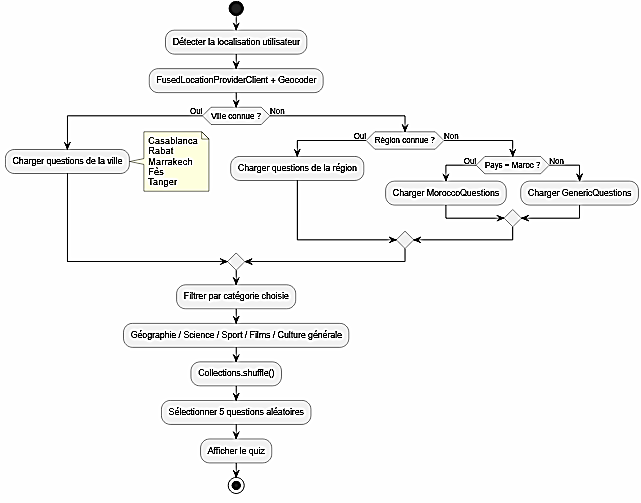 Détecter la localisation utilisateur
FusedLocationProviderClient + Geocoder
Oui
Ville connue ?
Non
Charger questions de la ville
Casablanca
Rabat
Marrakech
Fès
Tanger
Oui
Région connue ?
Non
Charger questions de la région
Oui
Pays = Maroc ?
Non
Charger MoroccoQuestions
Charger GenericQuestions
Filtrer par catégorie choisie
Géographie / Science / Sport / Films / Culture générale
Collections.shuffle()
Sélectionner 5 questions aléatoires
Afficher le quiz